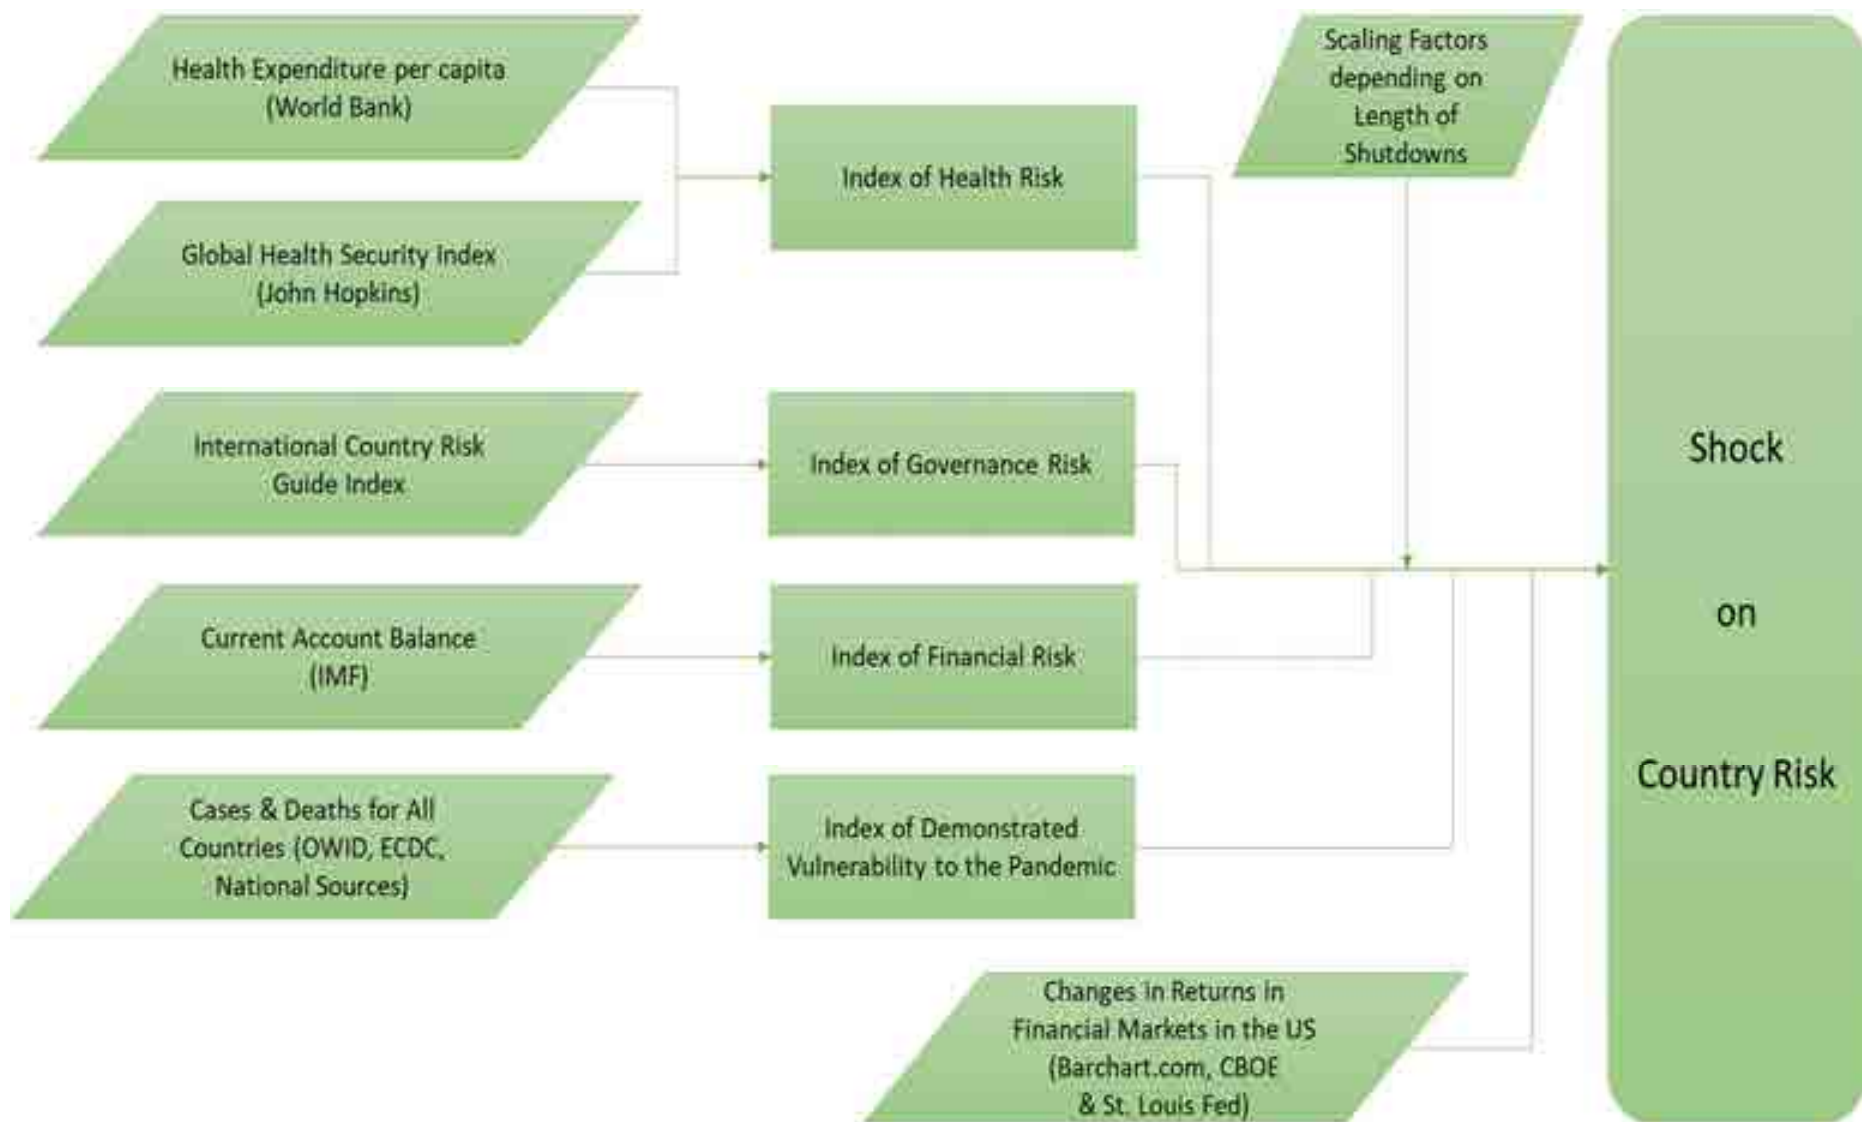 Health Expenditure per capita
(World Bank)
Global Health Security Index
(John Hopkins)
International Country Risk
Guide Index
Current Account Balance
(IMF)
Cases & Deaths for All
Countries (OWID, ECDC,
National Sources)
Index of Health Risk
Index of Governance Risk
Index of Financial Risk
Index of Demonstrated
Vulnerability to the Pandemic
Changes in Returns in
Financial Markets in the US
(Barchart.com, CBOE
& St. Louis Fed)
Scaling Factors
depending on
Length of
Shutdowns
Shock
on
Country Risk